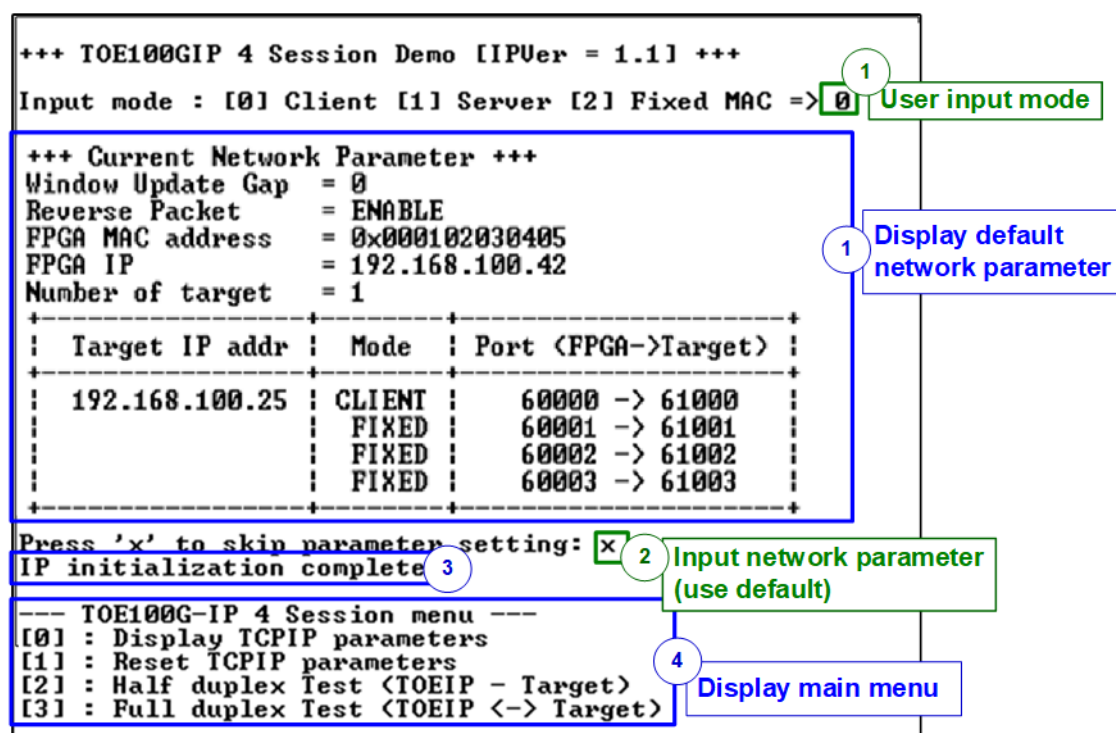 +++ TOE100GIP 4 Session Demo [IPVer = 1.1] +++
1
Input mode : [0] Client [1] Server [2] Fixed MAC => 0
User input mode
+++ Current Network Parameter +++
Window Update Gap = 0
Reverse Packet = ENABLE
FPGA MAC address = 0x000102030405
FPGA IP = 192.168.100.42
Number of target = 1
1
Display default
network parameter
Target IP addr | Mode | Port (FPGA->Target)
192.168.100.25 | CLIENT | 60000 -> 61000
FIXED | 60001 -> 61001
FIXED | 60002 -> 61002
FIXED | 60003 -> 61003
Press 'x' to skip parameter setting: x
2
Input network parameter
(use default)
IP initialization complete
3
--- TOE100G-IP 4 Session menu ---
[0] : Display TCPIP parameters
[1] : Reset TCPIP parameters
[2] : Half duplex Test (TOEIP - Target)
[3] : Full duplex Test (TOEIP <-> Target)
4
Display main menu